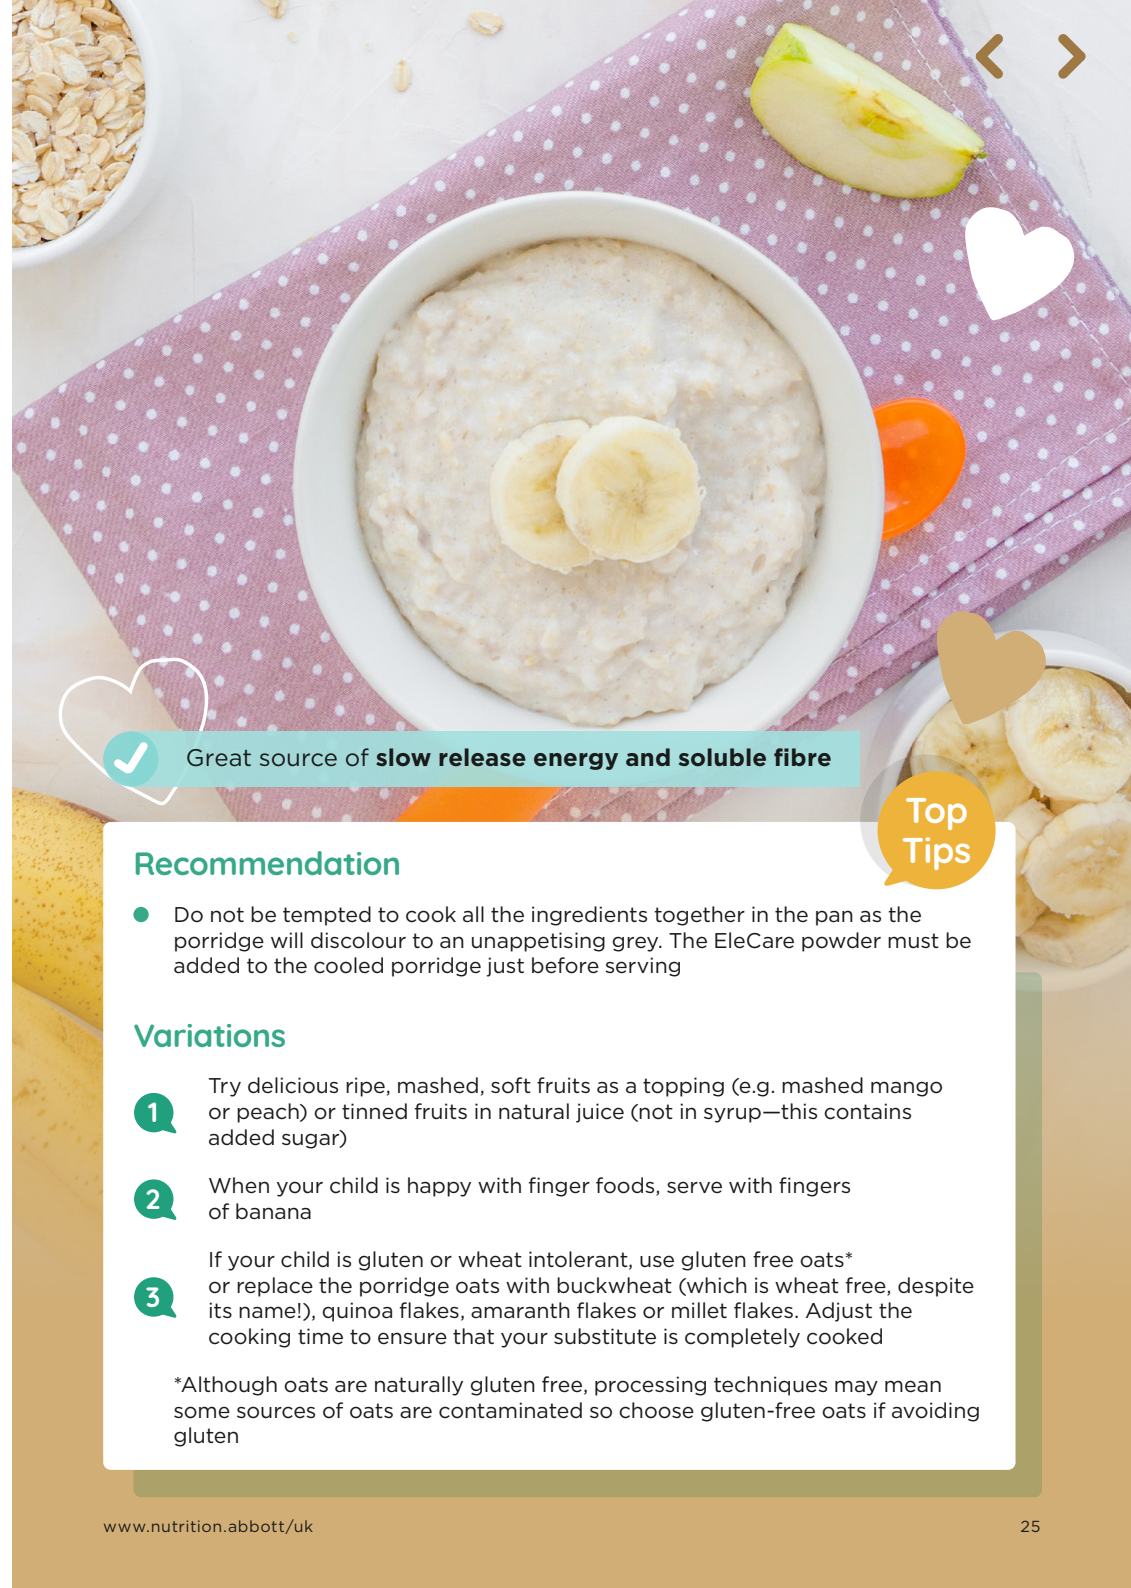 Great source of slow release energy and soluble fibre
Top
Tips
Recommendation
Do not be tempted to cook all the ingredients together in the pan as the
porridge will discolour to an unappetising grey. The EleCare powder must be
added to the cooled porridge just before serving
Variations
1
Try delicious ripe, mashed, soft fruits as a topping (e.g. mashed mango
or peach) or tinned fruits in natural juice (not in syrup—this contains
added sugar)
2
When your child is happy with finger foods, serve with fingers
of banana
3
If your child is gluten or wheat intolerant, use gluten free oats*
or replace the porridge oats with buckwheat (which is wheat free, despite
its name!), quinoa flakes, amaranth flakes or millet flakes. Adjust the
cooking time to ensure that your substitute is completely cooked
*Although oats are naturally gluten free, processing techniques may mean
some sources of oats are contaminated so choose gluten-free oats if avoiding
gluten
www.nutrition.abbott/uk
25